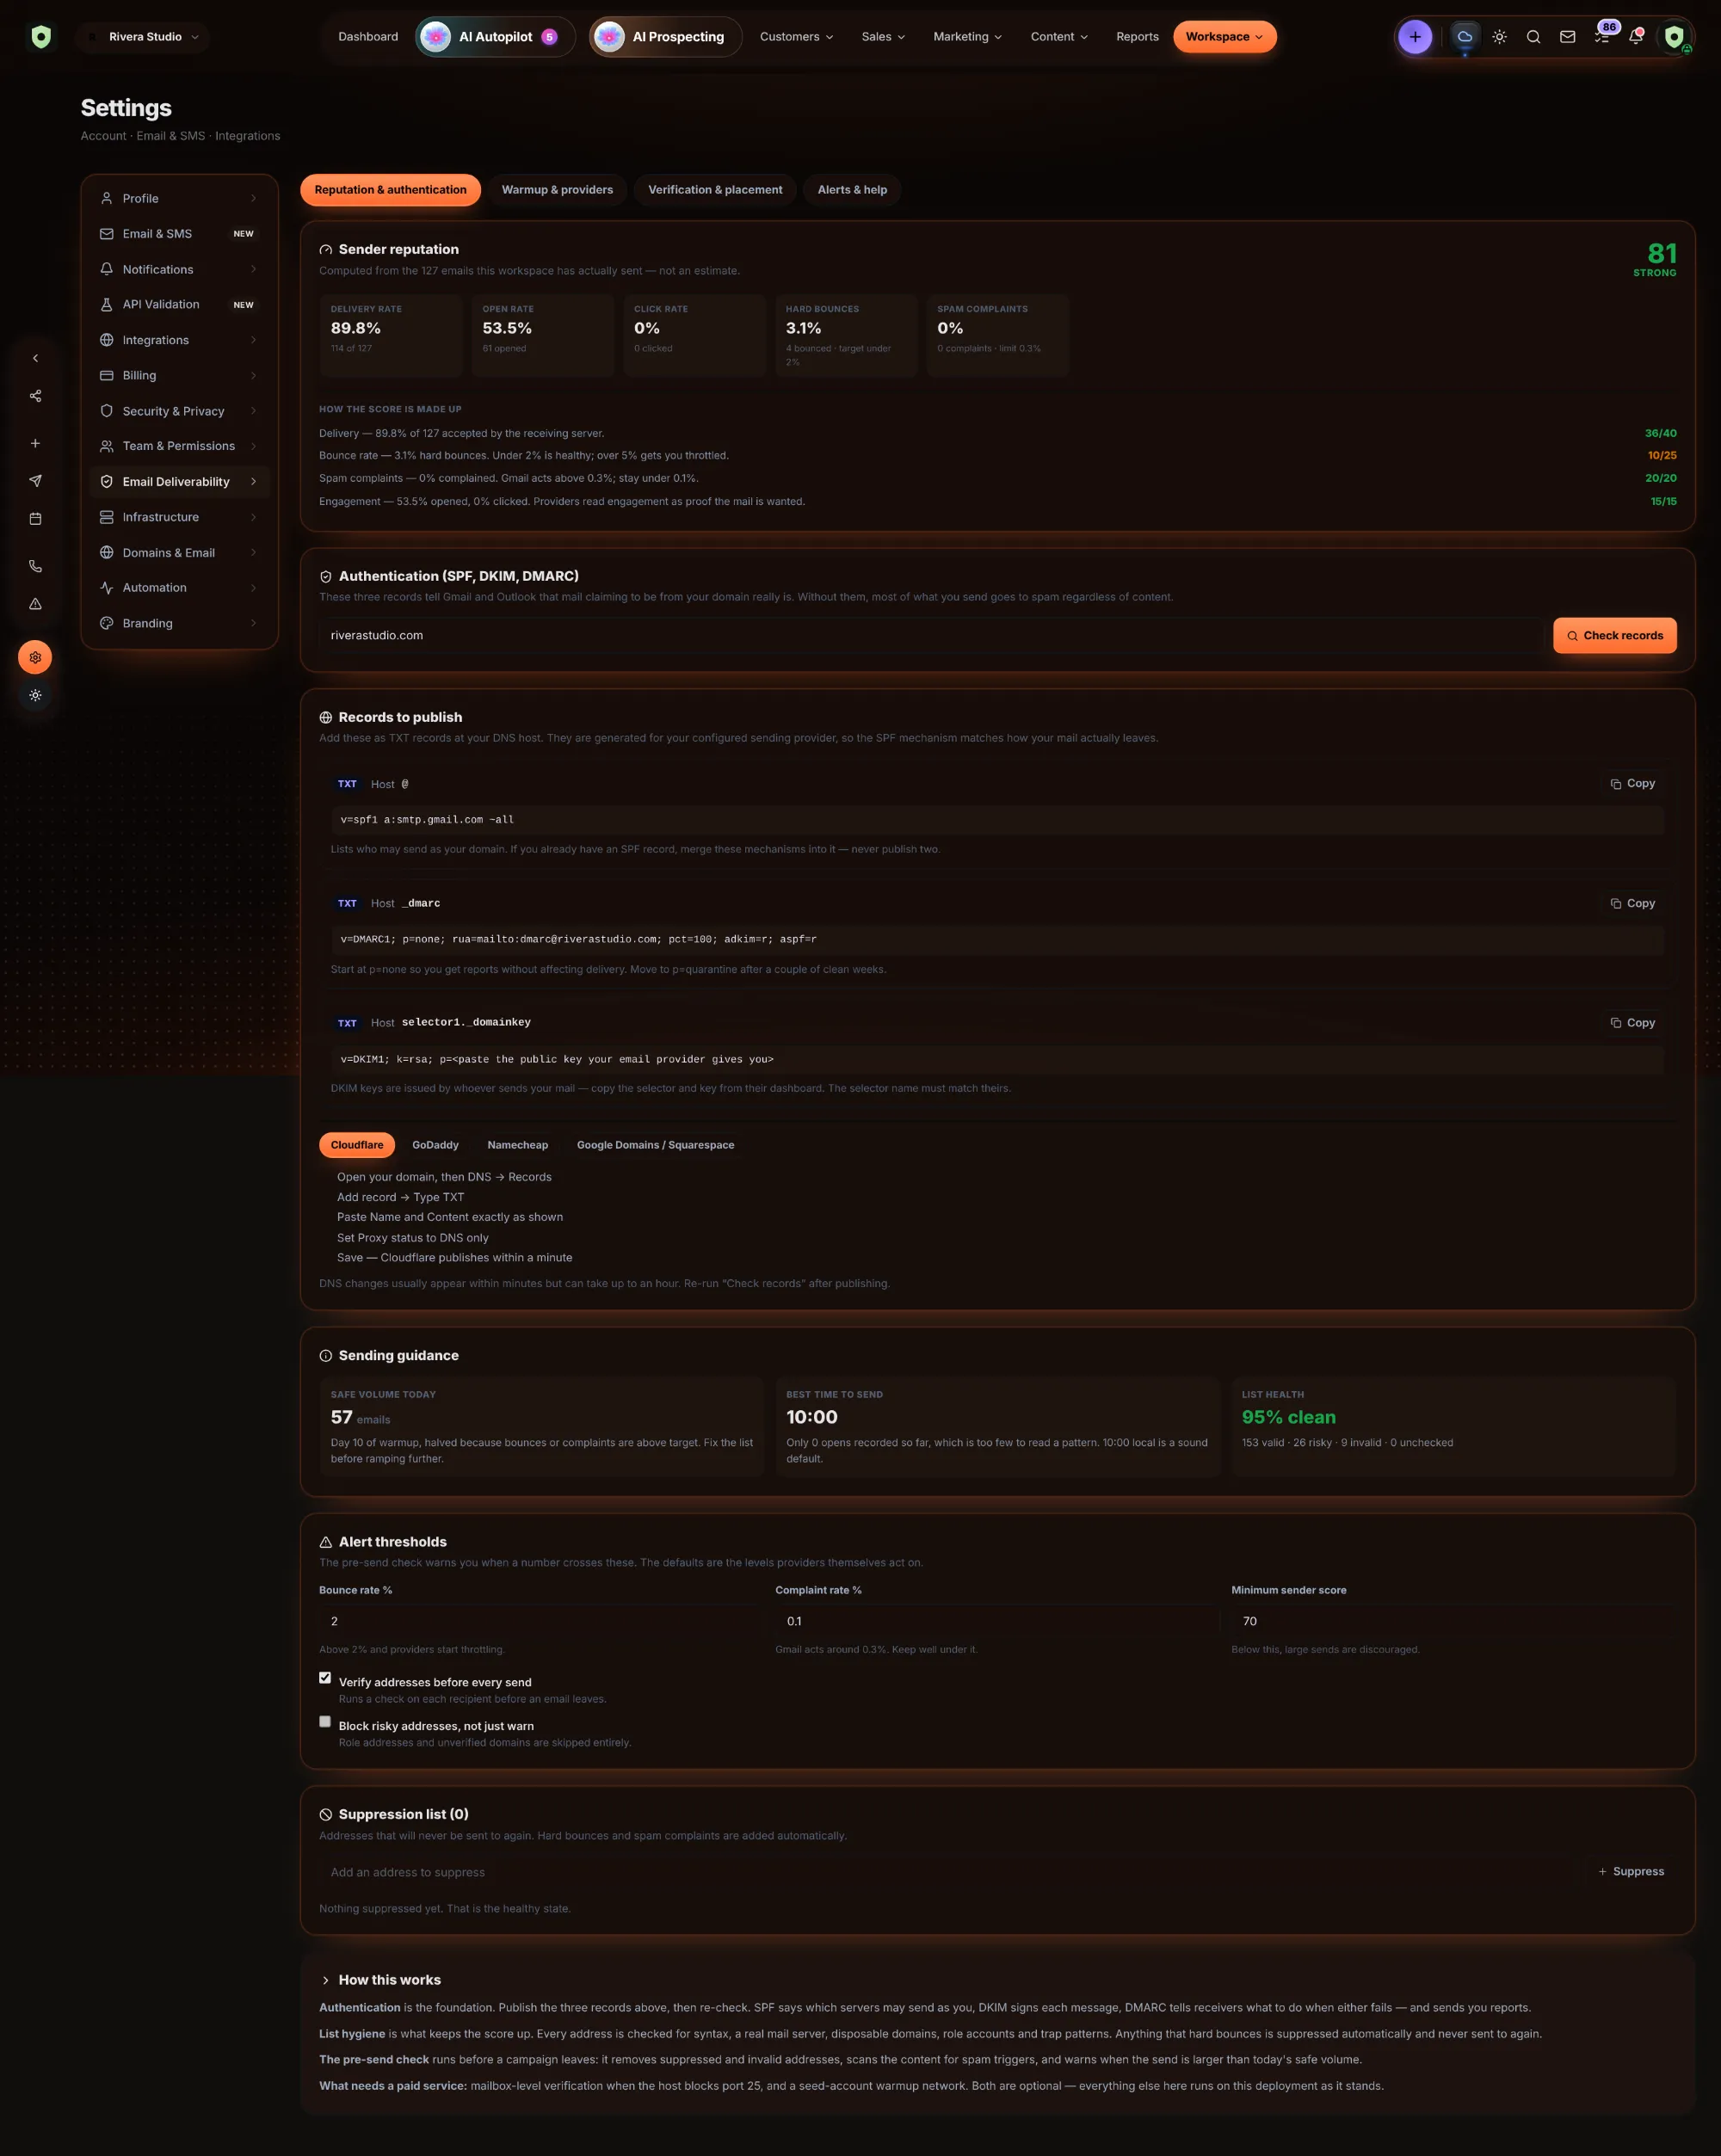 Rivera Studio
Dashboard
AI Autopilot 5
AI Prospecting
Customers
Sales
Marketing
Content
Reports
Workspace
86
Settings
Account · Email & SMS · Integrations
Profile
Email & SMS NEW
Notifications
API Validation NEW
Integrations
Billing
Security & Privacy
Team & Permissions
Email Deliverability
Infrastructure
Domains & Email
Automation
Branding
Reputation & authentication
Warmup & providers
Verification & placement
Alerts & help
Sender reputation
Computed from the 127 emails this workspace has actually sent — not an estimate.
81
STRONG
DELIVERY RATE
89.8%
114 of 127
OPEN RATE
53.5%
61 opened
CLICK RATE
0%
0 clicked
HARD BOUNCES
3.1%
4 bounced · target under
2%
SPAM COMPLAINTS
0%
0 complaints · limit 0.3%
HOW THE SCORE IS MADE UP
Delivery — 89.8% of 127 accepted by the receiving server. 36/40
Bounce rate — 3.1% hard bounces. Under 2% is healthy; over 5% gets you throttled. 10/25
Spam complaints — 0% complained. Gmail acts above 0.3%; stay under 0.1%. 20/20
Engagement — 53.5% opened, 0% clicked. Providers read engagement as proof the mail is wanted. 15/15
Authentication (SPF, DKIM, DMARC)
These three records tell Gmail and Outlook that mail claiming to be from your domain really is. Without them, most of what you send goes to spam regardless of content.
riverastudio.com
Check records
Records to publish
Add these as TXT records at your DNS host. They are generated for your configured sending provider, so the SPF mechanism matches how your mail actually leaves.
TXT Host @ Copy
v=spf1 a:smtp.gmail.com ~all
Lists who may send as your domain. If you already have an SPF record, merge these mechanisms into it — never publish two.
TXT Host _dmarc Copy
v=DMARC1; p=none; rua=mailto:dmarc@riverastudio.com; pct=100; adkim=r; aspf=r
Start at p=none so you get reports without affecting delivery. Move to p=quarantine after a couple of clean weeks.
TXT Host selector1._domainkey Copy
v=DKIM1; k=rsa; p=<paste the public key your email provider gives you>
DKIM keys are issued by whoever sends your mail — copy the selector and key from their dashboard. The selector name must match theirs.
Cloudflare
GoDaddy
Namecheap
Google Domains / Squarespace
Open your domain, then DNS → Records
Add record → Type TXT
Paste Name and Content exactly as shown
Set Proxy status to DNS only
Save — Cloudflare publishes within a minute
DNS changes usually appear within minutes but can take up to an hour. Re-run “Check records” after publishing.
Sending guidance
SAFE VOLUME TODAY
57 emails
Day 10 of warmup, halved because bounces or complaints are above target. Fix the list
before ramping further.
BEST TIME TO SEND
10:00
Only 0 opens recorded so far, which is too few to read a pattern. 10:00 local is a sound
default.
LIST HEALTH
95% clean
153 valid · 26 risky · 9 invalid · 0 unchecked
Alert thresholds
The pre-send check warns you when a number crosses these. The defaults are the levels providers themselves act on.
Bounce rate %
2
Above 2% and providers start throttling.
Complaint rate %
0.1
Gmail acts around 0.3%. Keep well under it.
Minimum sender score
70
Below this, large sends are discouraged.
Verify addresses before every send
Runs a check on each recipient before an email leaves.
Block risky addresses, not just warn
Role addresses and unverified domains are skipped entirely.
Suppression list (0)
Addresses that will never be sent to again. Hard bounces and spam complaints are added automatically.
Add an address to suppress
+ Suppress
Nothing suppressed yet. That is the healthy state.
How this works
Authentication is the foundation. Publish the three records above, then re-check. SPF says which servers may send as you, DKIM signs each message, DMARC tells receivers what to do when either fails — and sends you reports.
List hygiene is what keeps the score up. Every address is checked for syntax, a real mail server, disposable domains, role accounts and trap patterns. Anything that hard bounces is suppressed automatically and never sent to again.
The pre-send check runs before a campaign leaves: it removes suppressed and invalid addresses, scans the content for spam triggers, and warns when the send is larger than today's safe volume.
What needs a paid service: mailbox-level verification when the host blocks port 25, and a seed-account warmup network. Both are optional — everything else here runs on this deployment as it stands.